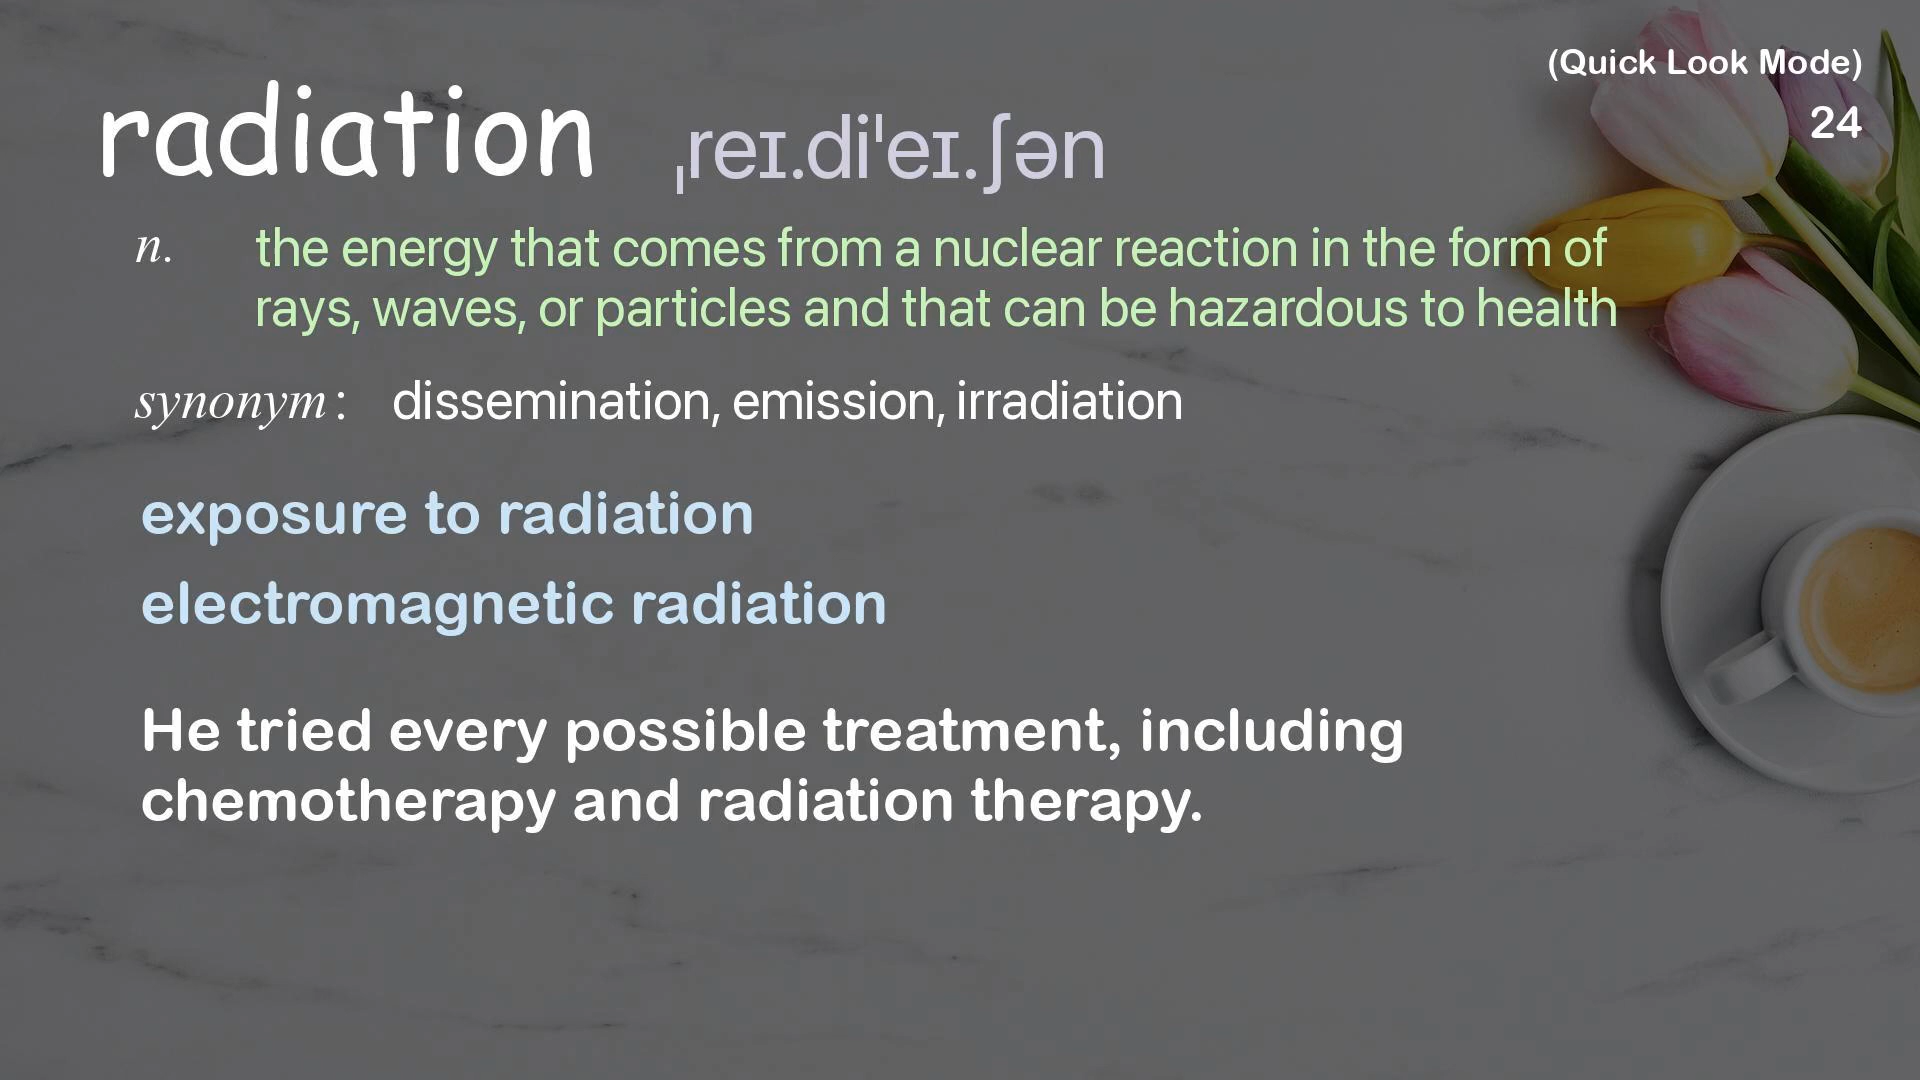 (Quick Look Mode)
24
radiation ˌreɪ.diˈeɪ.ʃən
n. the energy that comes from a nuclear reaction in the form of
rays, waves, or particles and that can be hazardous to health
synonym : dissemination, emission, irradiation
exposure to radiation
electromagnetic radiation
He tried every possible treatment, including
chemotherapy and radiation therapy.